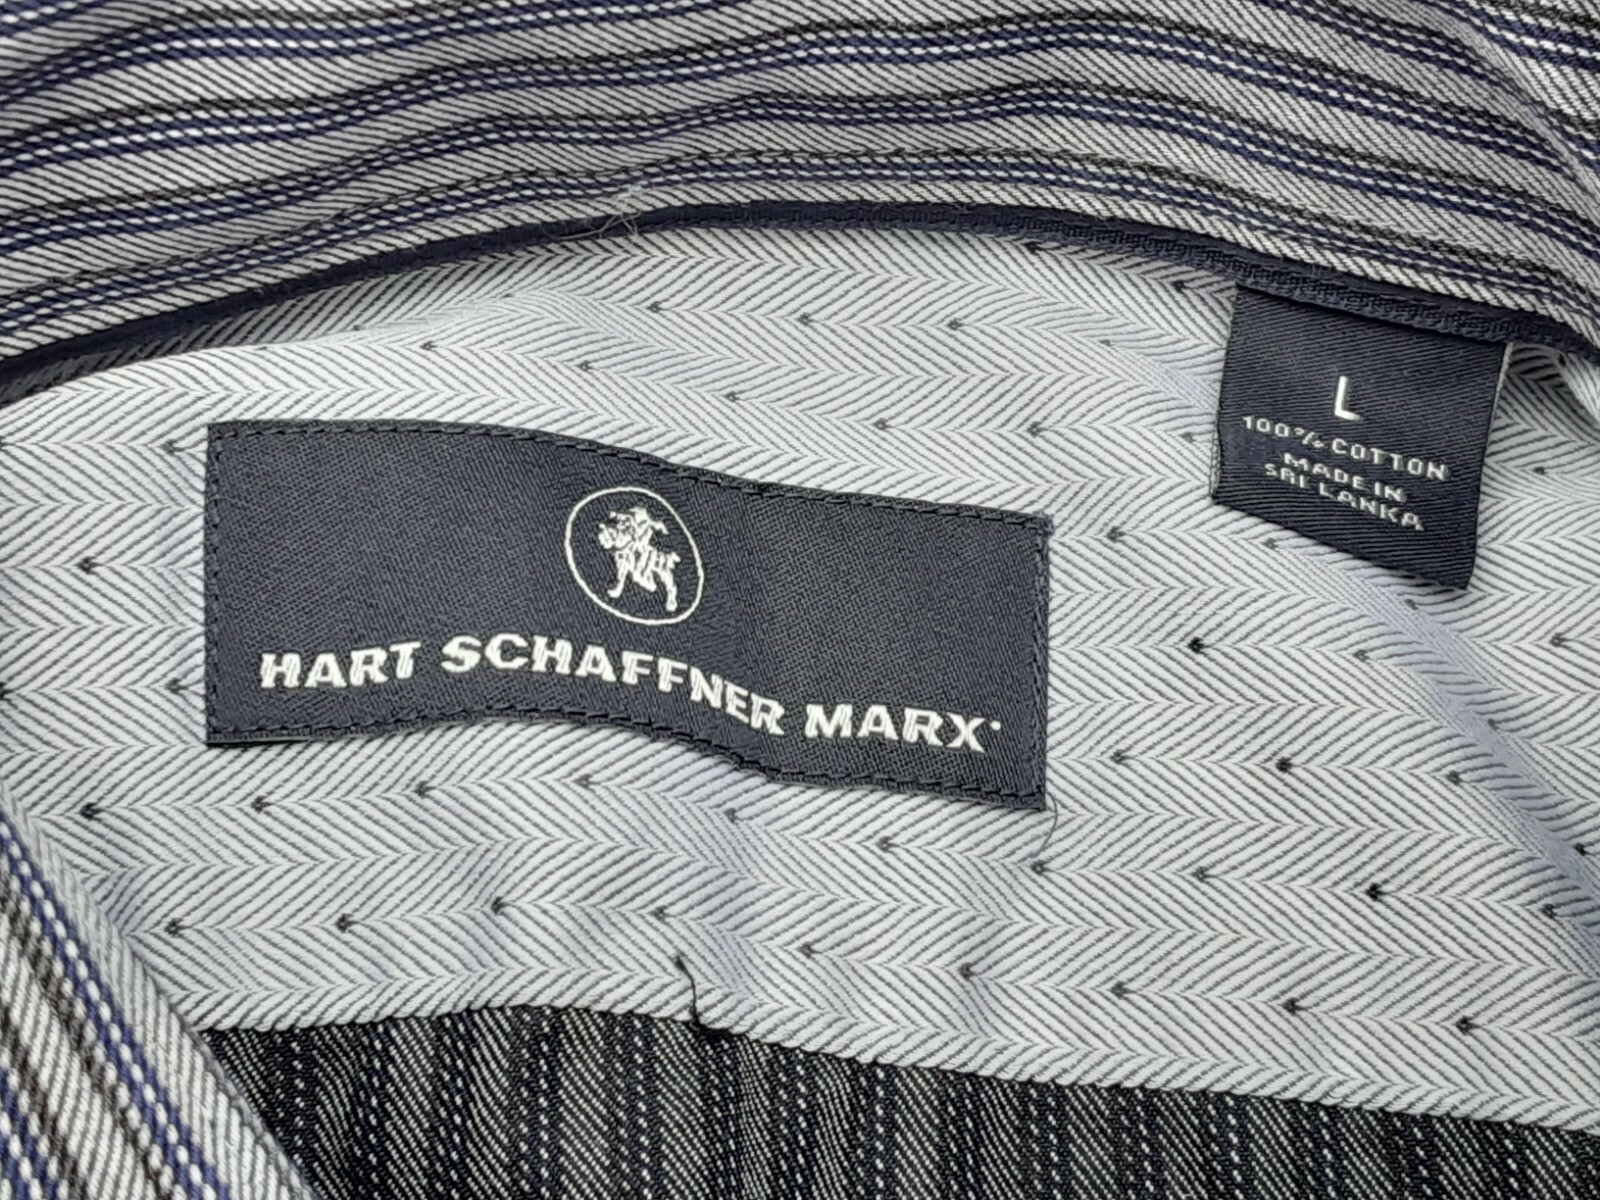 L
100% COTTON
MADE IN
SRI LANKA
HART SCHAFFNER MARX